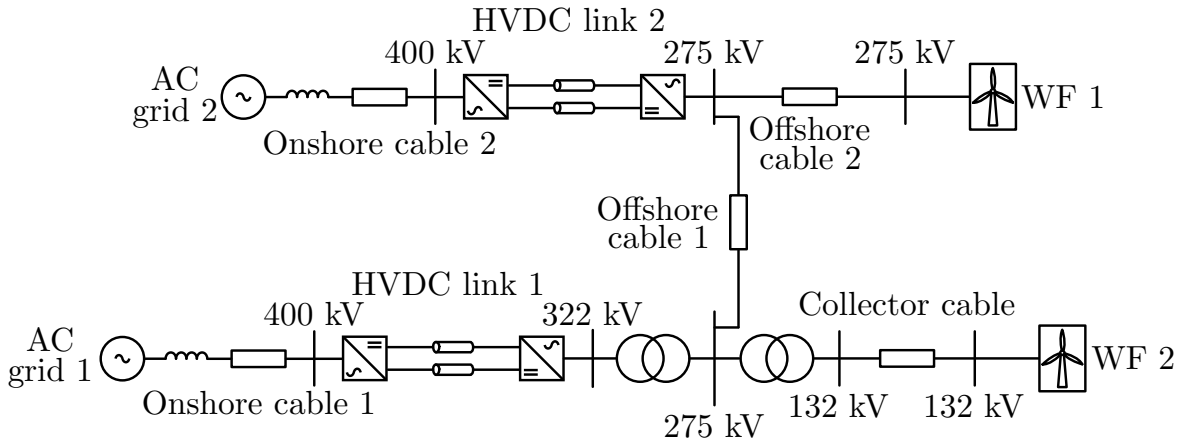 HVDC link 2
400 kV
275 kV
275 kV
AC
grid 2
WF 1
Onshore cable 2
Offshore
cable 2
Offshore
cable 1
HVDC link 1
400 kV
322 kV
Collector cable
AC
grid 1
WF 2
Onshore cable 1
275 kV
132 kV
132 kV